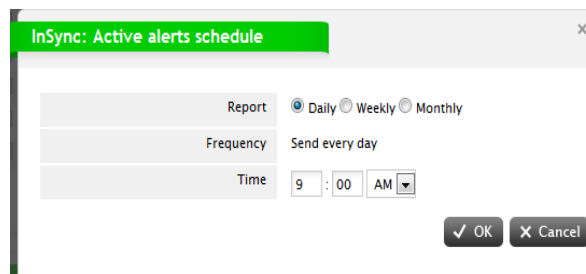 InSync: Active alerts schedule
Report Daily Weekly Monthly
Frequency Send every day
Time 9 : 00 AM
OK Cancel